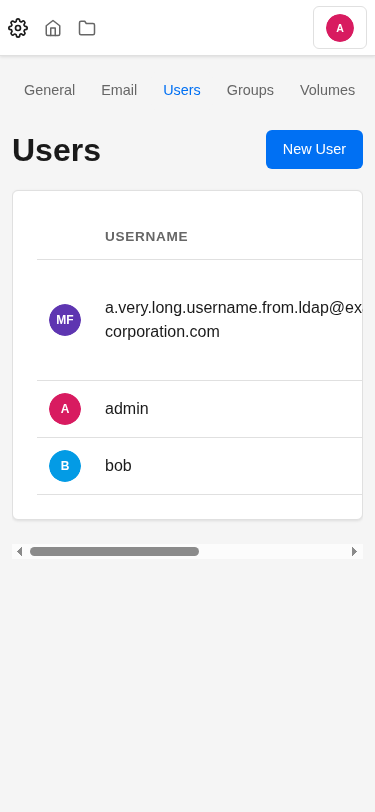 A
General Email Users Groups Volumes
Users
New User
USERNAME
MF
a.very.long.username.from.ldap@ex
corporation.com
A admin
B bob